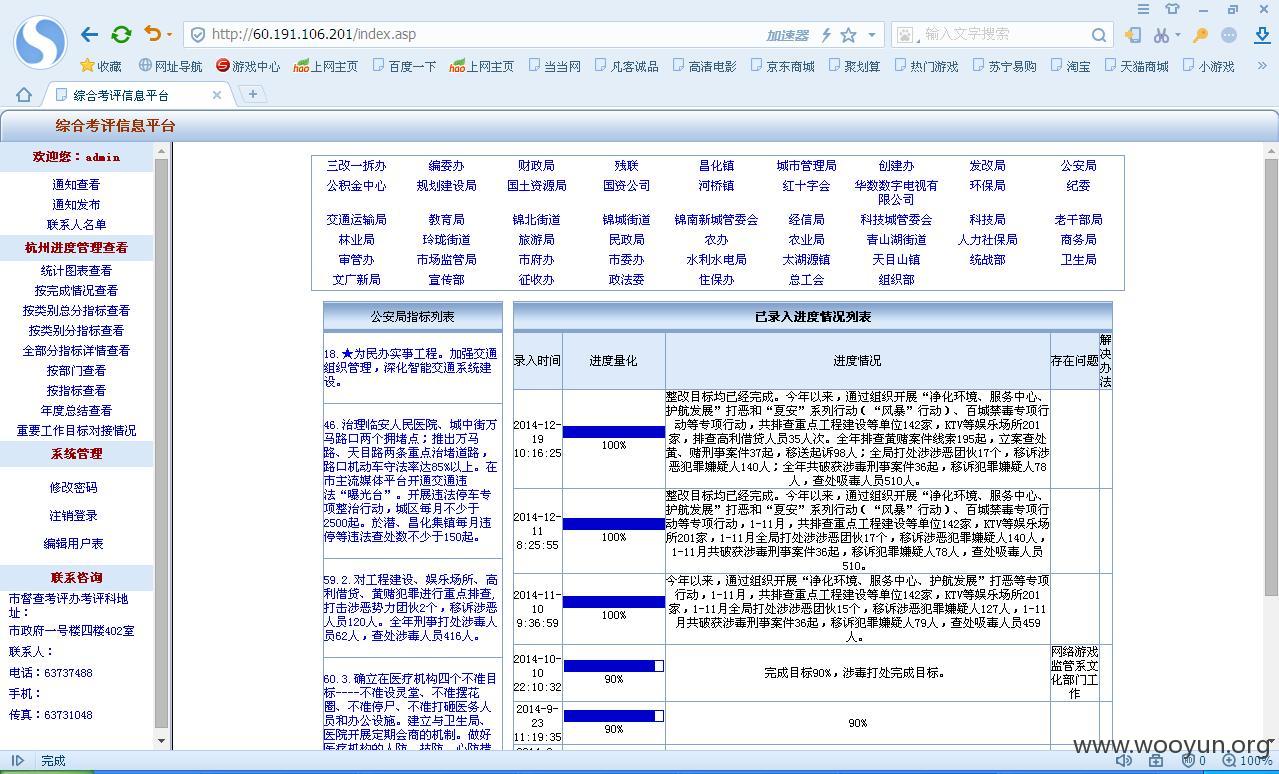 http://60.191.106.201/index.asp
加速器
输入文字搜索
收藏
网址导航
游戏中心
上网主页
百度一下
上网主页
当当网
凡客诚品
高清电影
京东商城
聚划算
热门游戏
苏宁易购
淘宝
天猫商城
小游戏
综合考评信息平台
综合考评信息平台
欢迎您：admin
通知查看
通知发布
联系人名单
杭州进度管理查看
统计图表查看
按完成情况查看
按类别总分指标查看
按类别分指标查看
全部分指标详情查看
按部门查看
按指标查看
年度总结查看
重要工作目标对接情况
系统管理
修改密码
注销登录
编辑用户表
联系咨询
市督查考评办考评科地
址：
市政府一号楼四楼402室
联系人：
电话：63737488
手机：
传真：63731048
三改一拆办 编委办 财政局 残联 昌化镇 城市管理局 创建办 发改局 公安局
公积金中心 规划建设局 国土资源局 国资公司 河桥镇 红十字会 华数数字电视有
限公司 环保局 纪委
交通运输局 教育局 锦北街道 锦城街道 锦南新城管委会 经信局 科技城管委会 科技局 老干部局
林业局 玲珑街道 旅游局 民政局 农办 农业局 青山湖街道 人力社保局 商务局
审管办 市场监管局 市府办 市委办 水利水电局 太湖源镇 天目山镇 统战部 卫生局
文广新局 宣传部 征收办 政法委 住保办 总工会 组织部
公安局指标列表
18.★为民办实事工程。加强交通
组织管理，深化智能交通系统建
设。
46.治理临安人民医院、城中街万
马路口两个拥堵点；推出万马
路、天目路两条重点治堵道路，
路口机动车守法率达85%以上。在
市主流媒体平台开通交通违
法“曝光台”。开展违法停车专
项整治行动，城区每月不少于
2500起。於潜、昌化集镇每月违
停等违法查处数不少于150起。
59.2.对工程建设、娱乐场所、高
利借贷、黄赌犯罪进行重点排查,
打击涉恶势力团伙2个，移诉涉恶
人员120人。全年刑事打处涉毒人
员62人，查处涉毒人员416人。
60.3.确立在医疗机构四个不准目
标----不准设灵堂、不准摆花
圈、不准停尸、不准打砸医务人
员和办公设施。建立与卫生局、
医院开展定期会商的机制。做好
已录入进度情况列表
录入时间 进度量化 进度情况 存在问题 解决办法
2014-12-
19
10:16:25
100%
整改目标均已经完成。今年以来，通过组织开展“净化环境、服务中心、
护航发展”打恶和“夏安”系列行动（“风暴”行动）、百城禁毒专项行
动等专项行动，共排查重点工程建设等单位142家，KTV等娱乐场所201
家，排查高利借贷人员35人次。全年排查黄赌案件线索195起，立案查处
黄、赌刑事案件37起，移送起诉98人；全局打处涉恶团伙17个，移诉涉
恶犯罪嫌疑人140人；全年共破获涉毒刑事案件36起，移诉犯罪嫌疑人78
人，查处吸毒人员510人。
2014-12-
11
8:25:55
100%
整改目标均已经完成。今年以来，通过组织开展“净化环境、服务中心、
护航发展”打恶和“夏安”系列行动（“风暴”行动）、百城禁毒专项行
动等专项行动，1-11月，共排查重点工程建设等单位142家，KTV等娱乐场
所201家，1-11月全局打处涉涉恶团伙17个，移诉涉恶犯罪嫌疑人140人，
1-11月共破获涉毒刑事案件36起，移诉犯罪嫌疑人78人，查处吸毒人员
510。
2014-11-
10
9:36:59
100%
今年以来，通过组织开展“净化环境、服务中心、护航发展”打恶等专项
行动，1-11月，共排查重点工程建设等单位142家，KTV等娱乐场所201
家，1-11月全局打处涉涉恶团伙15个，移诉涉恶犯罪嫌疑人127人，1-11
月共破获涉毒刑事案件36起，移诉犯罪嫌疑人79人，查处吸毒人员459
人。
2014-10-
10
22:10:32
90%
完成目标90%，涉毒打处完成目标。
网络游戏
监管系文
化部门工
作
2014-9-
23
11:19:35
90%
90%
www.wooyun.org
完成
0
100%